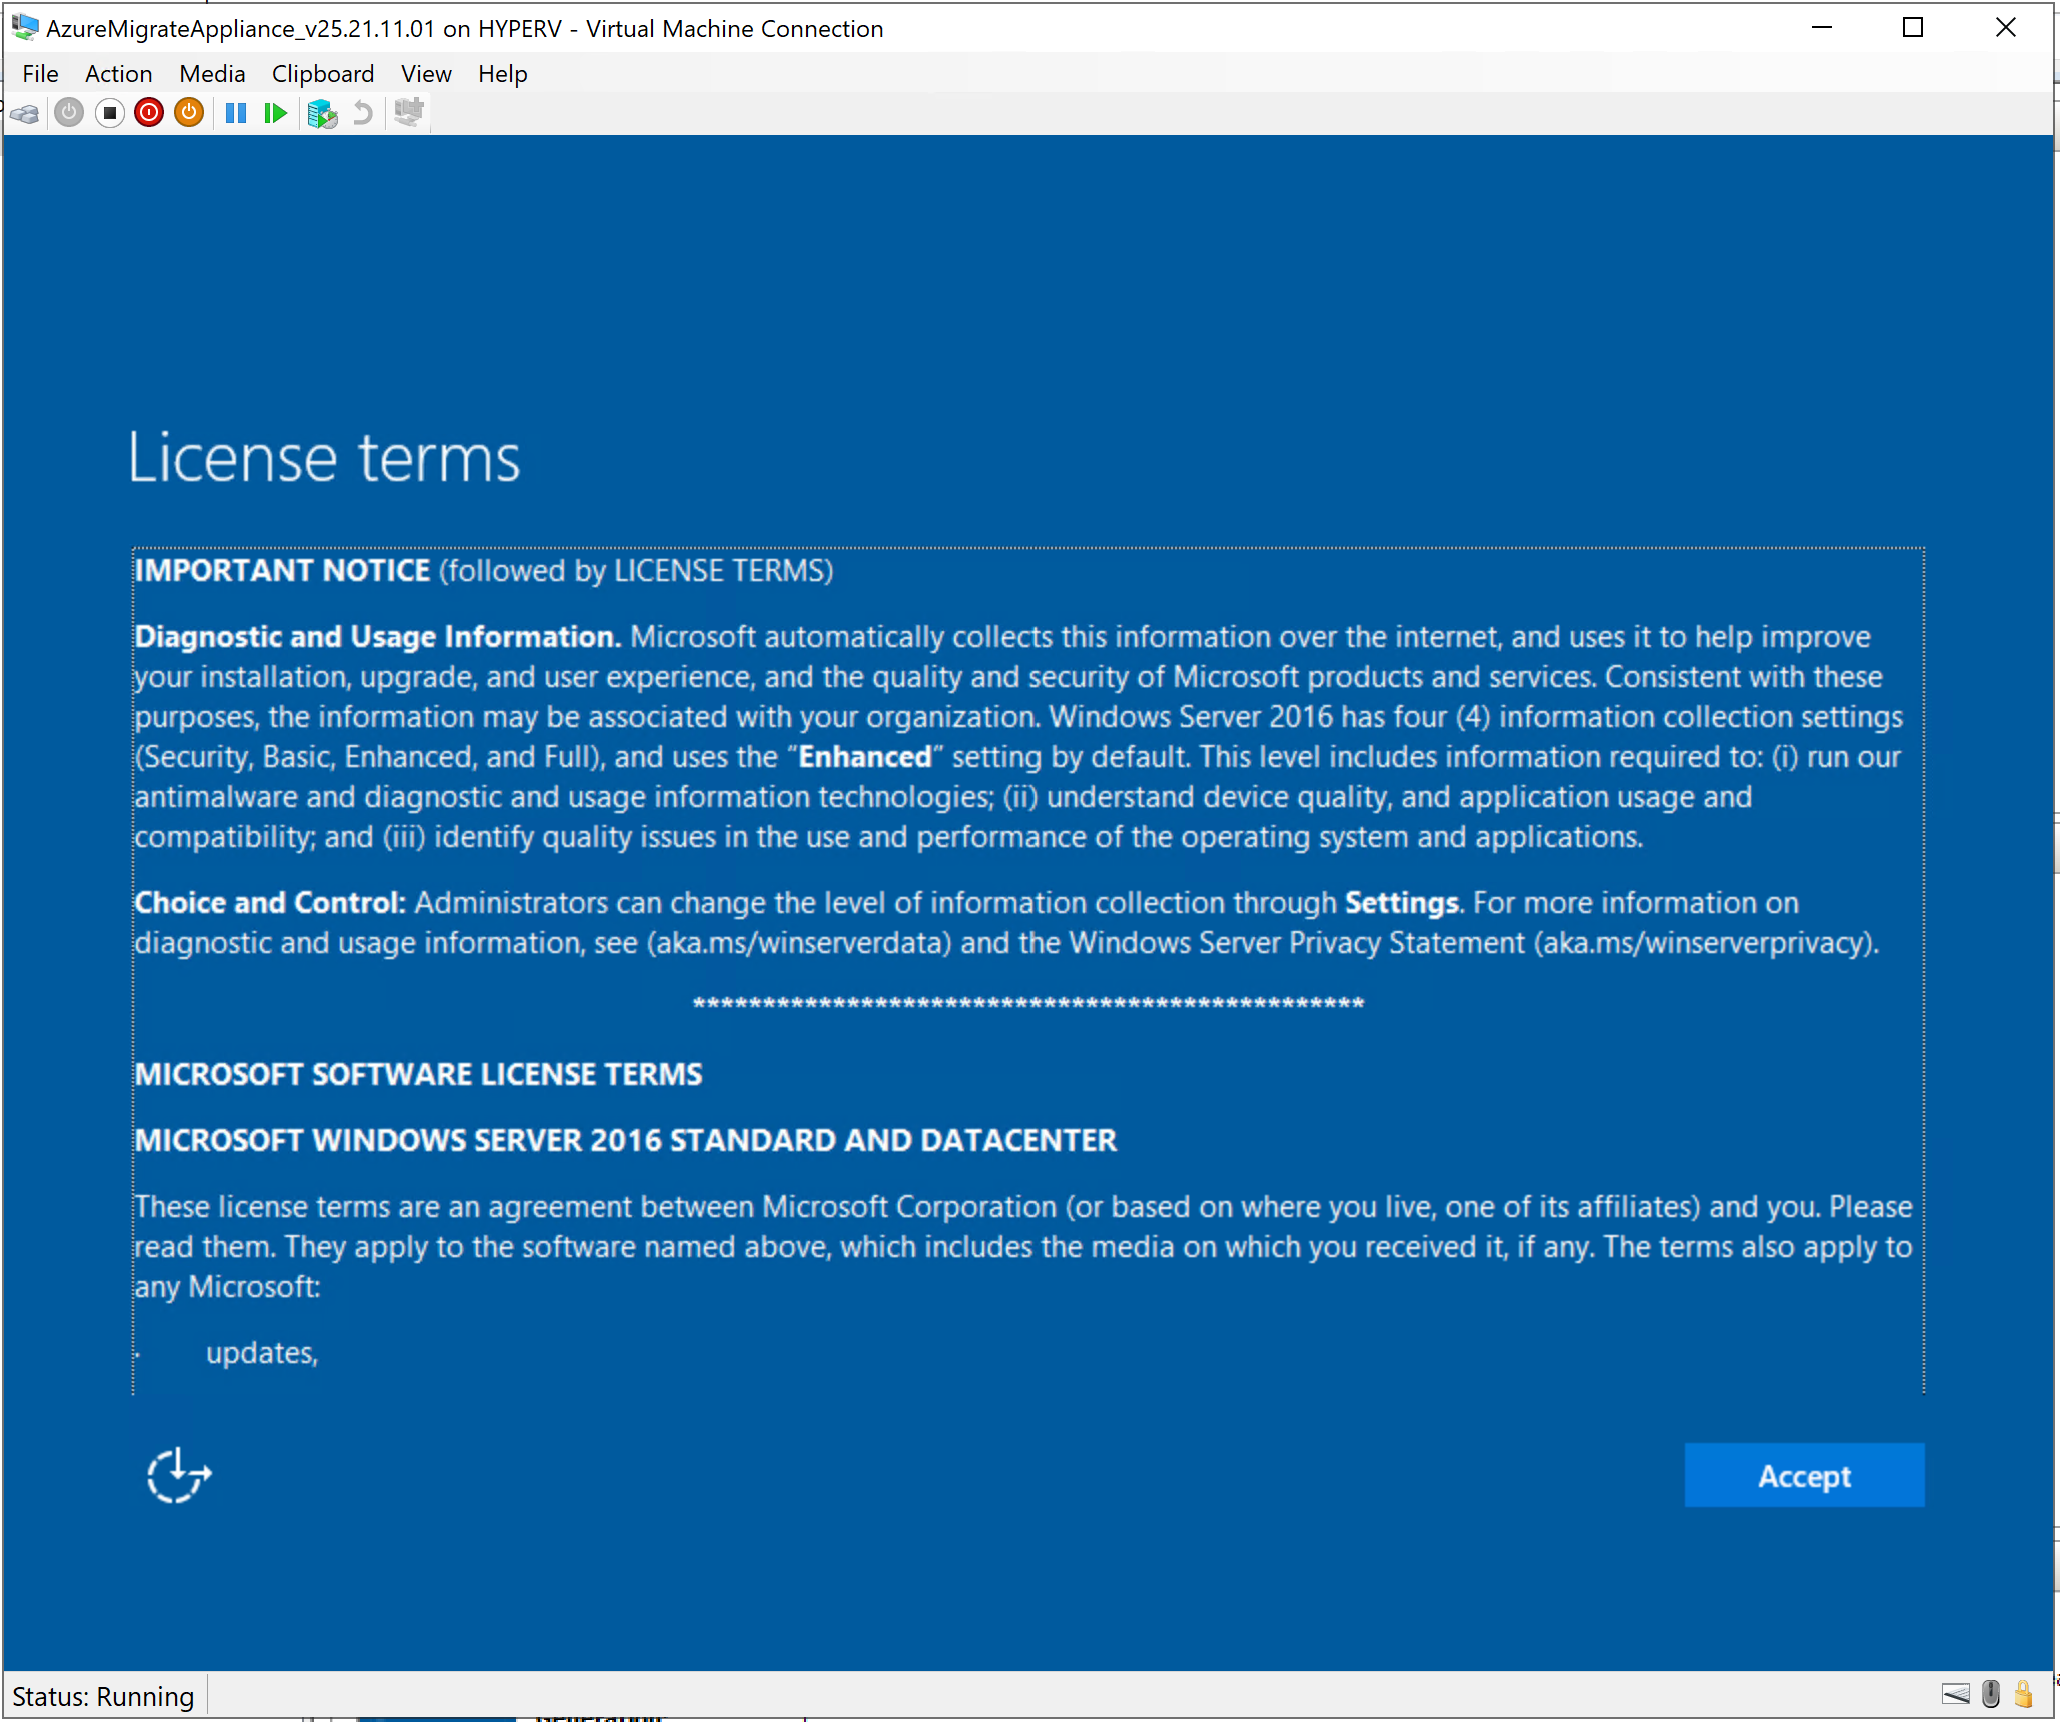 AzureMigrateAppliance_v25.21.11.01 on HYPERV - Virtual Machine Connection
File Action Media Clipboard View Help
License terms
IMPORTANT NOTICE (followed by LICENSE TERMS)
Diagnostic and Usage Information. Microsoft automatically collects this information over the internet, and uses it to help improve
your installation, upgrade, and user experience, and the quality and security of Microsoft products and services. Consistent with these
purposes, the information may be associated with your organization. Windows Server 2016 has four (4) information collection settings
(Security, Basic, Enhanced, and Full), and uses the “Enhanced” setting by default. This level includes information required to: (i) run our
antimalware and diagnostic and usage information technologies; (ii) understand device quality, and application usage and
compatibility; and (iii) identify quality issues in the use and performance of the operating system and applications.
Choice and Control: Administrators can change the level of information collection through Settings. For more information on
diagnostic and usage information, see (aka.ms/winserverdata) and the Windows Server Privacy Statement (aka.ms/winserverprivacy).
************************************************
MICROSOFT SOFTWARE LICENSE TERMS
MICROSOFT WINDOWS SERVER 2016 STANDARD AND DATACENTER
These license terms are an agreement between Microsoft Corporation (or based on where you live, one of its affiliates) and you. Please
read them. They apply to the software named above, which includes the media on which you received it, if any. The terms also apply to
any Microsoft:
· updates,
Accept
Status: Running